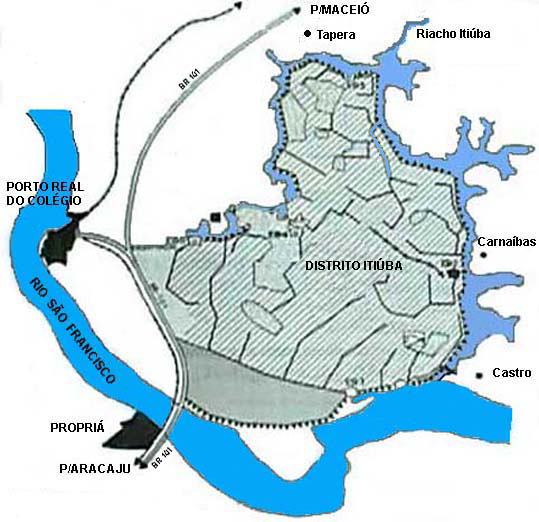 P/MACEIÓ
Tapera
Riacho Itiúba
BR 101
PORTO REAL
DO COLÉGIO
Carnaíbas
DISTRITO ITIÚBA
RIO SÃO FRANCISCO
Castro
PROPRIÁ
P/ARACAJU
BR 101